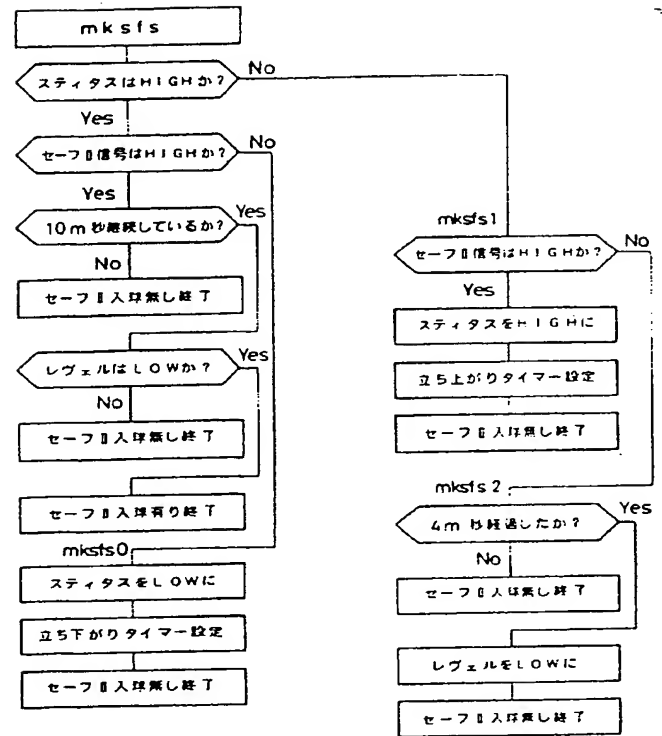 mksfs
スティタスはHIGHか?
No
Yes
セーフⅡ信号はHIGHか?
No
Yes
10m秒継続しているか?
Yes
No
セーフⅡ入球無し終了
レヴェルはLOWか?
Yes
No
セーフⅡ入球無し終了
セーフⅡ入球有り終了
mksfs0
スティタスをLOWに
立ち下がりタイマー設定
セーフⅡ入球無し終了
mksfs1
セーフⅡ信号はHIGHか?
No
Yes
スティタスをHIGHに
立ち上がりタイマー設定
セーフⅡ入球無し終了
mksfs2
4m秒経過したか?
Yes
No
セーフⅡ入球無し終了
レヴェルをLOWに
セーフⅡ入球無し終了